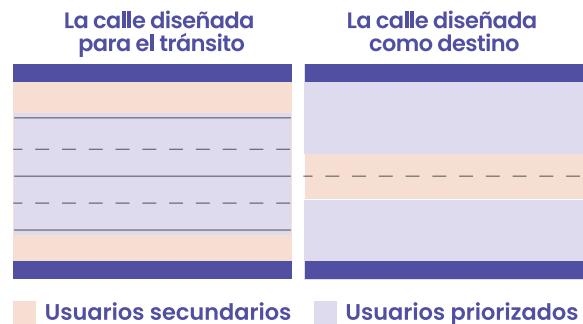 La calle diseñada
para el tránsito
La calle diseñada
como destino
Usuarios secundarios
Usuarios priorizados